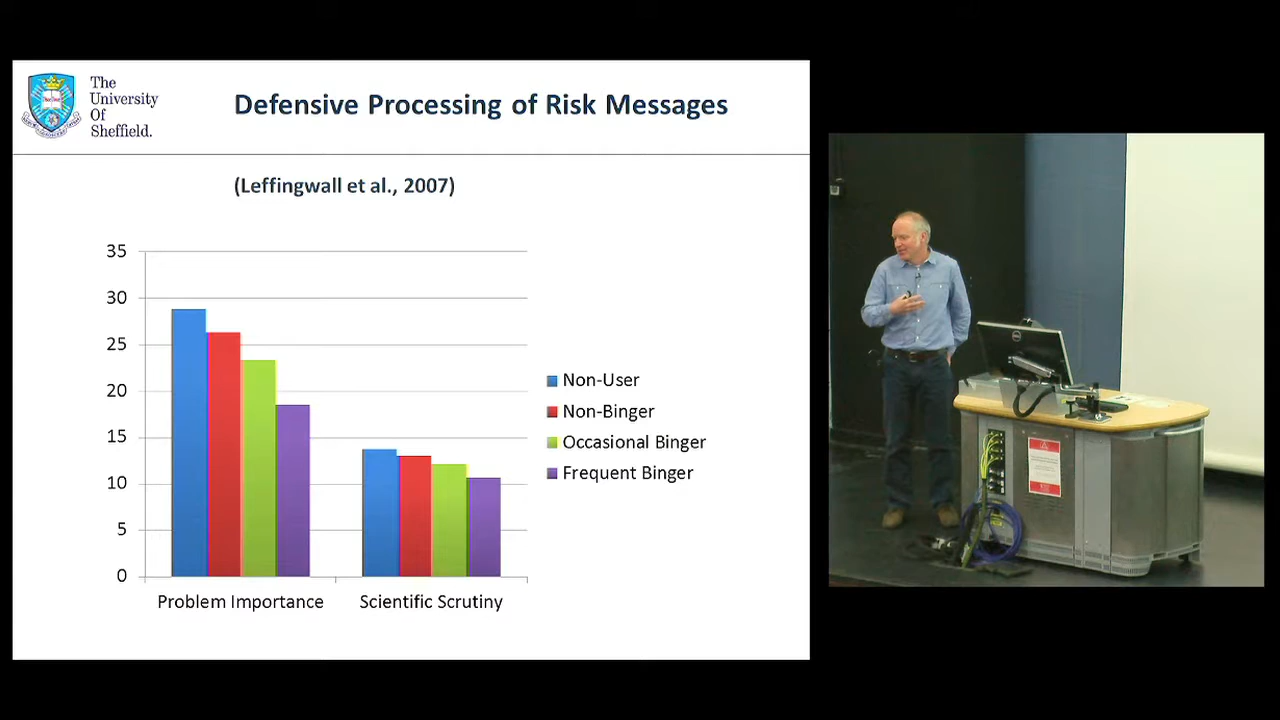 The
University
Of
Sheffield.
Defensive Processing of Risk Messages
(Leffingwall et al., 2007)
35
30
25
20
15
10
5
0
Problem Importance
Scientific Scrutiny
Non-User
Non-Binger
Occasional Binger
Frequent Binger